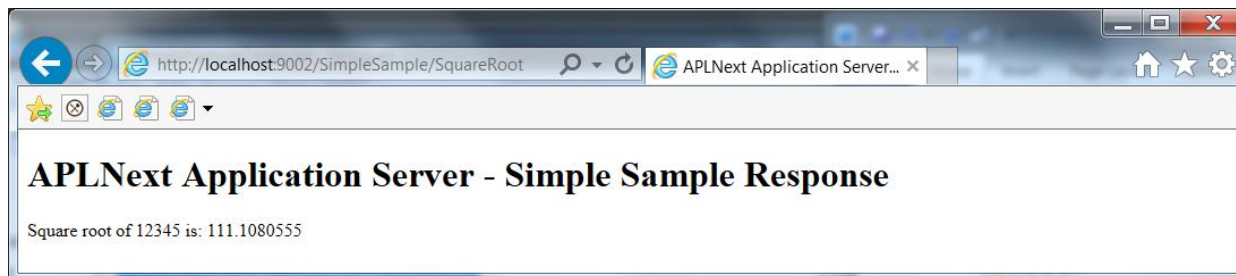 http://localhost:9002/SimpleSample/SquareRoot
APLNext Application Server...
APLNext Application Server - Simple Sample Response
Square root of 12345 is: 111.1080555